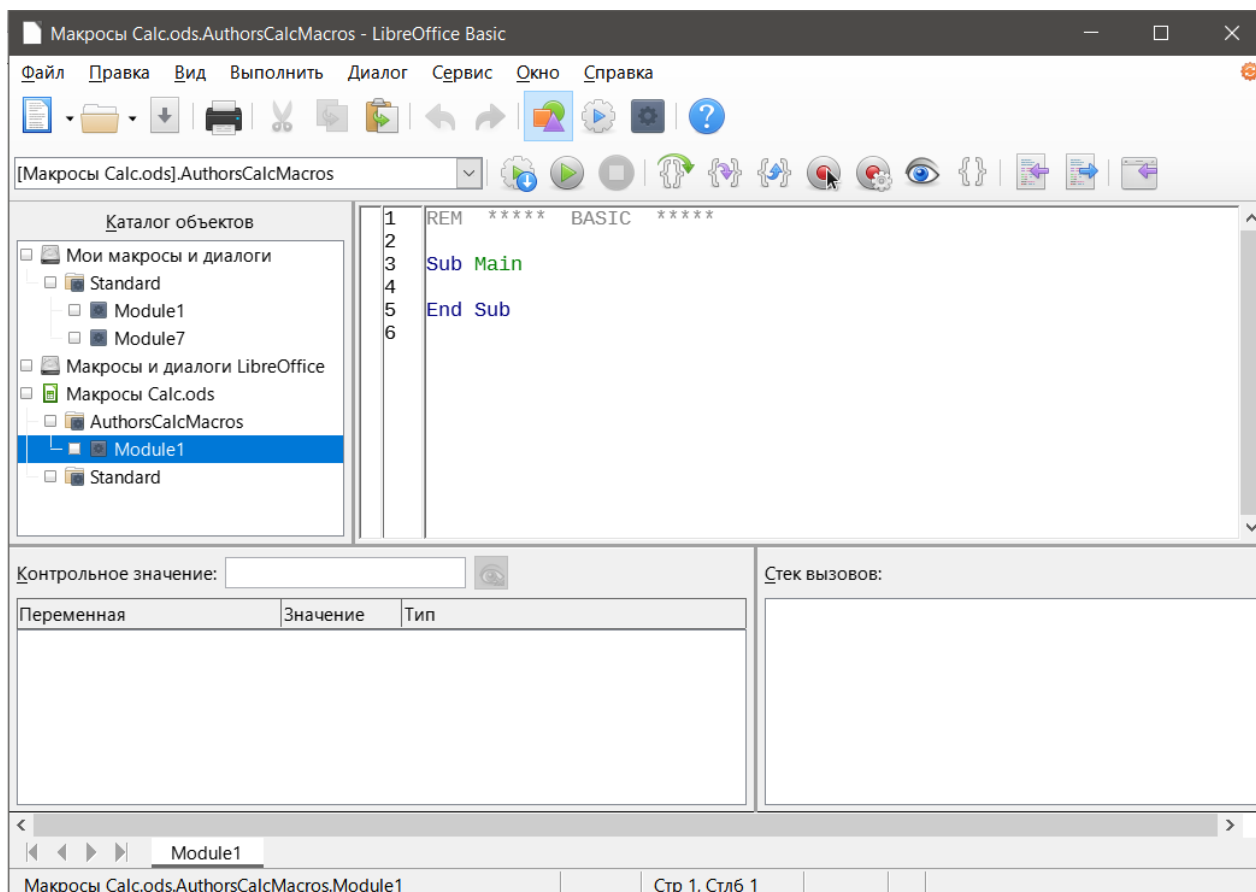 Макросы Calc.ods.AuthorsCalcMacros - LibreOffice Basic
Файл Правка Вид Выполнить Диалог Сервис Окно Справка
[Макросы Calc.ods].AuthorsCalcMacros
Каталог объектов
Мои макросы и диалоги
Standard
Module1
Module7
Макросы и диалоги LibreOffice
Макросы Calc.ods
AuthorsCalcMacros
Module1
Standard
1 REM ***** BASIC *****
2
3 Sub Main
4
5 End Sub
6
Контрольное значение:
Переменная Значение Тип
Стек вызовов:
Module1
Макросы Calc.ods.AuthorsCalcMacros.Module1 Стр 1, Стлб 1